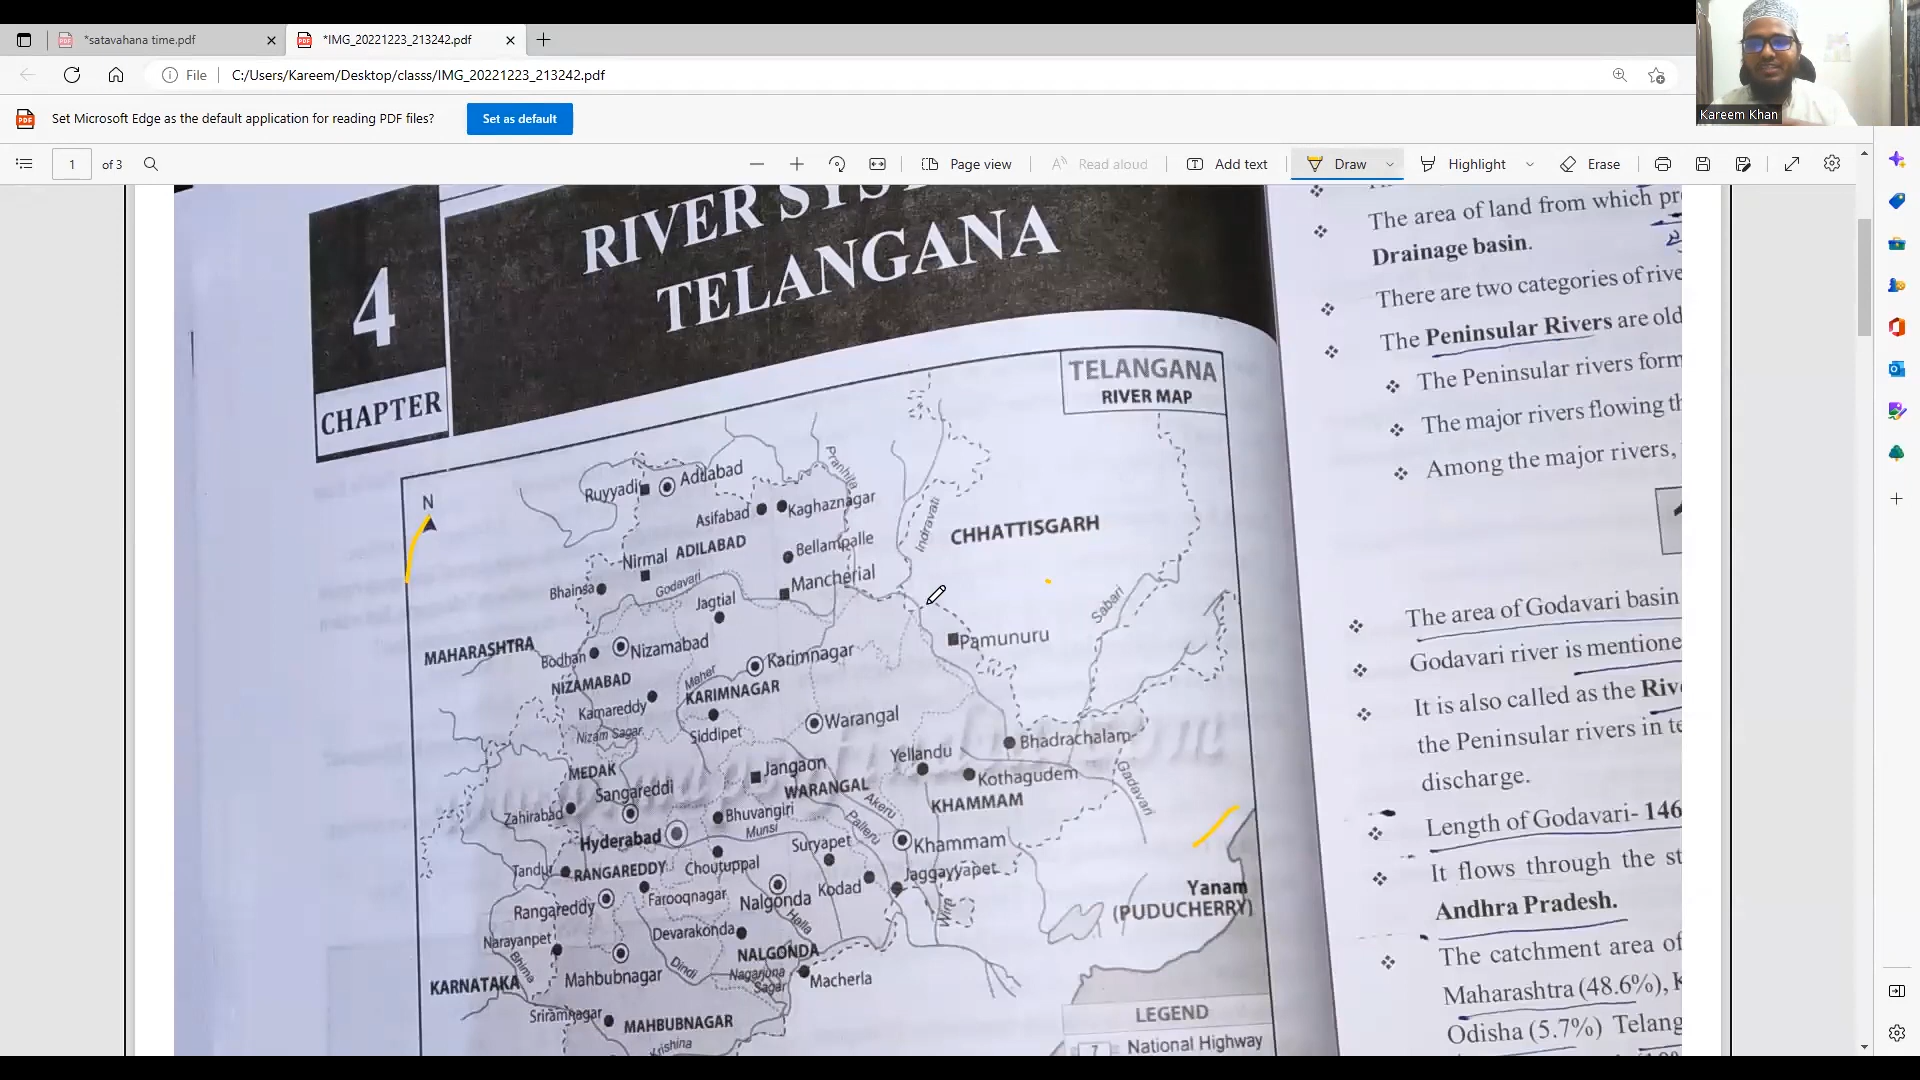 *satavahana time.pdf
*IMG_20221223_213242.pdf
File
C:/Users/Kareem/Desktop/classs/IMG_20221223_213242.pdf
Kareem Khan
Set Microsoft Edge as the default application for reading PDF files?
Set as default
1
of 3
Page view
Read aloud
Add text
Draw
Highlight
Erase
4
CHAPTER
RIVER SYS
TELANGANA
TELANGANA
RIVER MAP
N
Ruyyadi
Adilabad
Pranhita
Asifabad
Kaghaznagar
Indravati
CHHATTISGARH
Nirmal
ADILABAD
Bellampalle
Bhainsa
Godavari
Mancherial
Jagtial
Sabari
MAHARASHTRA
Bodhan
Nizamabad
Karimnagar
Pamunuru
NIZAMABAD
Maher
KARIMNAGAR
Kamareddy
Nizam Sagar
Siddipet
Warangal
Bhadrachalam
MEDAK
Jangaon
Yellandu
Kothagudem
Gadavari
Sangareddi
WARANGAL
KHAMMAM
Zahirabad
Bhuvangiri
Akeru
Hyderabad
Munsi
Palleru
Khammam
Suryapet
Tandur
RANGAREDDY
Choutuppal
Jaggayyapet
Rangareddy
Farooqnagar
Nalgonda
Kodad
Yanam
(PUDUCHERRY)
Halla
Wira
Narayanpet
Devarakonda
NALGONDA
Bhima
Mahbubnagar
Dindi
Nagarjuna
Sagar
Macherla
KARNATAKA
Sriramnagar
MAHBUBNAGAR
Krishna
LEGEND
7
National Highway
The area of land from which pr
Drainage basin.
There are two categories of rive
The Peninsular Rivers are old
The Peninsular rivers form
The major rivers flowing th
Among the major rivers,
The area of Godavari basin
Godavari river is mentione
It is also called as the Riv
the Peninsular rivers in te
discharge.
Length of Godavari- 146
It flows through the st
Andhra Pradesh.
The catchment area of
Maharashtra (48.6%), K
Odisha (5.7%) Telang